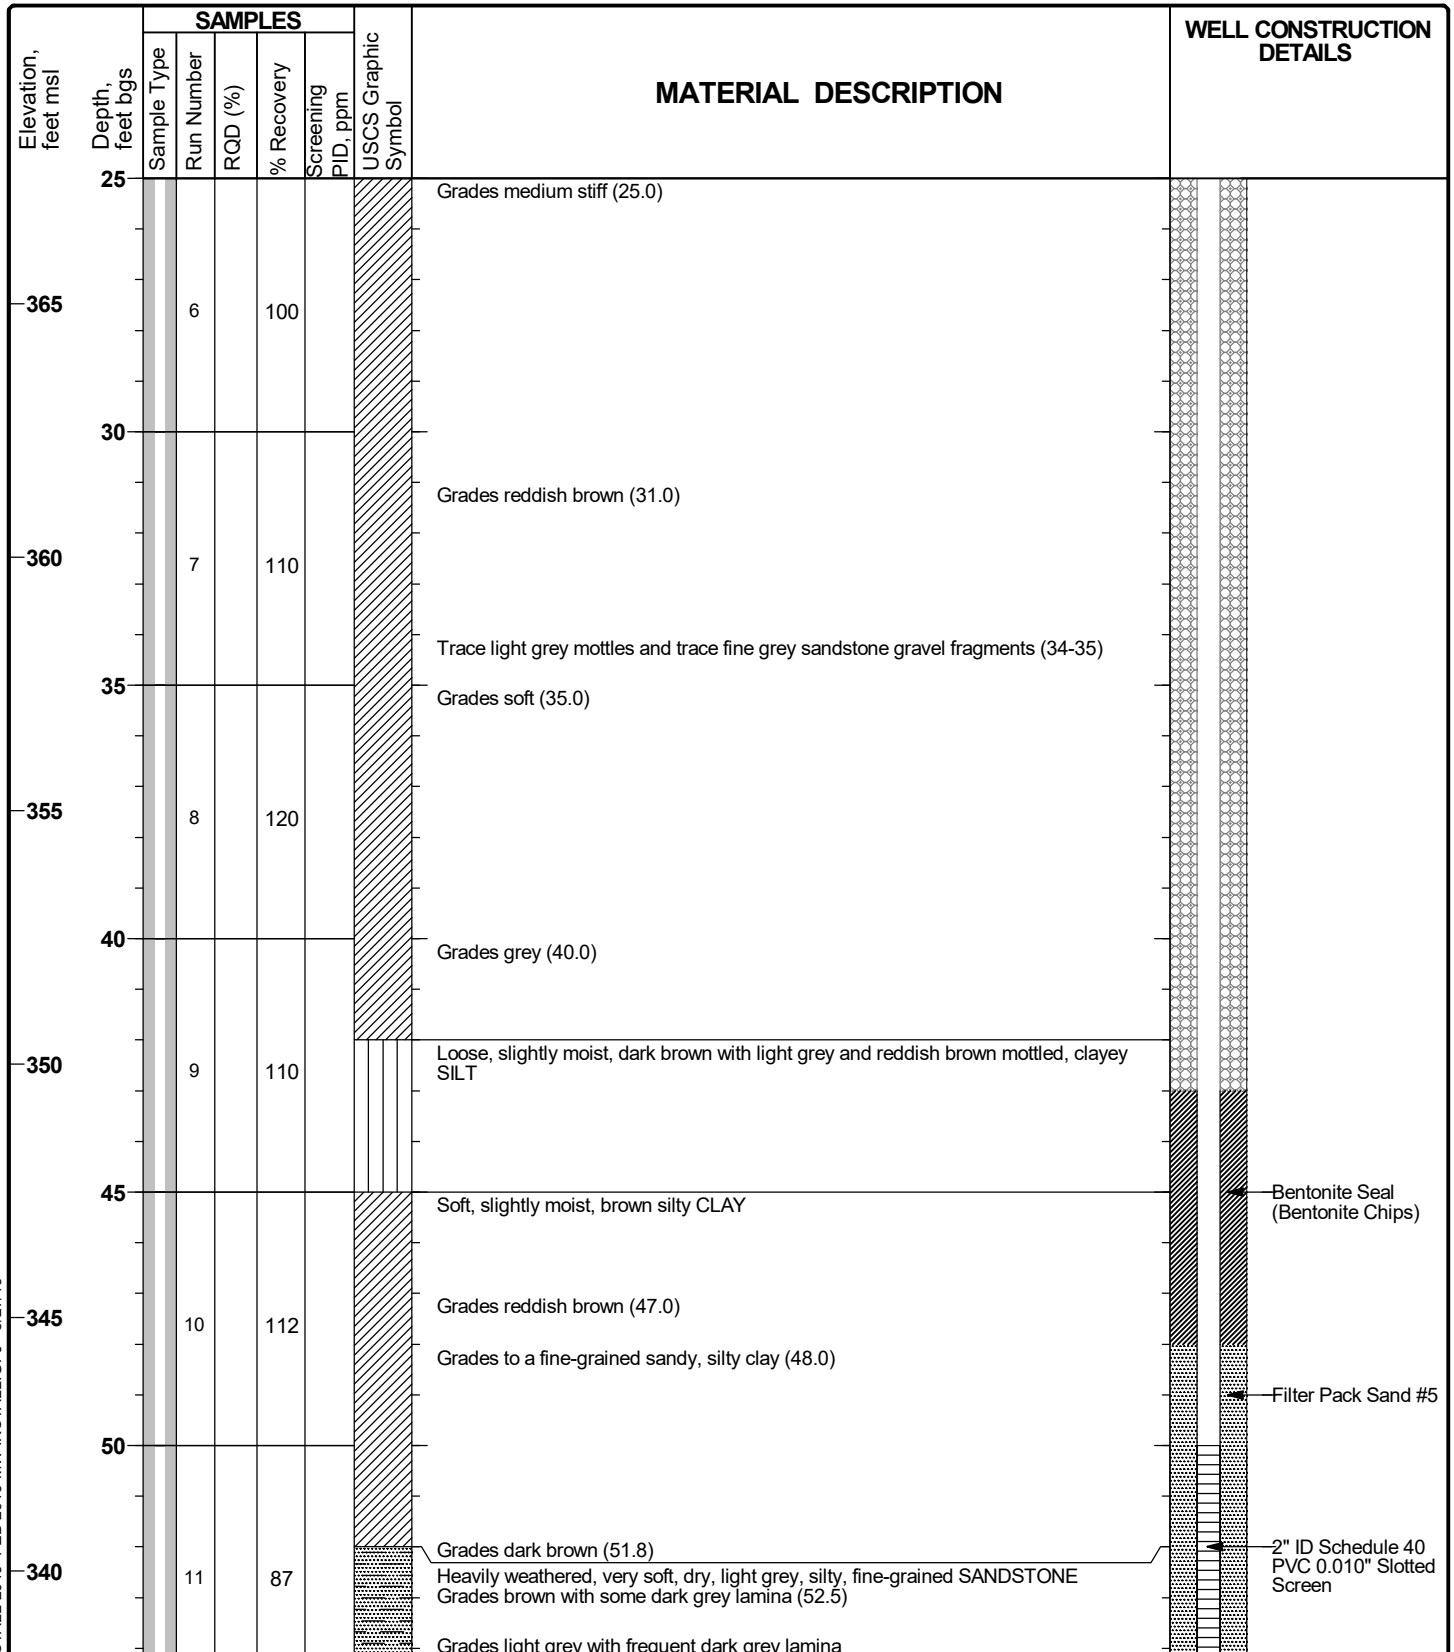 SAMPLES
Elevation,
feet msl
Depth,
feet bgs
Sample Type
Run Number
RQD (%)
% Recovery
Screening
PID, ppm
USCS Graphic
Symbol
MATERIAL DESCRIPTION
WELL CONSTRUCTION
DETAILS
25
Grades medium stiff (25.0)
365
6
100
30
Grades reddish brown (31.0)
360
7
110
Trace light grey mottles and trace fine grey sandstone gravel fragments (34-35)
35
Grades soft (35.0)
355
8
120
40
Grades grey (40.0)
Loose, slightly moist, dark brown with light grey and reddish brown mottled, clayey
SILT
350
9
110
45
Soft, slightly moist, brown silty CLAY
Bentonite Seal
(Bentonite Chips)
Grades reddish brown (47.0)
345
10
112
Grades to a fine-grained sandy, silty clay (48.0)
Filter Pack Sand #5
50
Grades dark brown (51.8)
2" ID Schedule 40
PVC 0.010" Slotted
Screen
340
11
87
Heavily weathered, very soft, dry, light grey, silty, fine-grained SANDSTONE
Grades brown with some dark grey lamina (52.5)
Grades light grey with frequent dark grey lamina